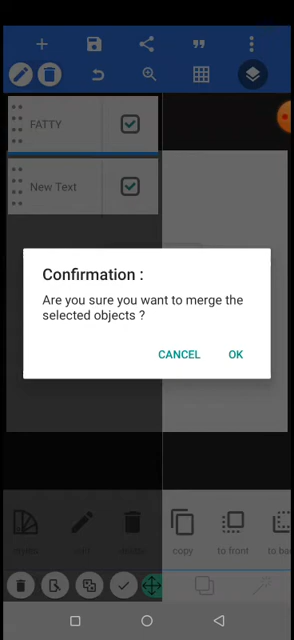 FATTY
New Text
Confirmation :
Are you sure you want to merge the
selected objects ?
CANCEL OK
copy
to front